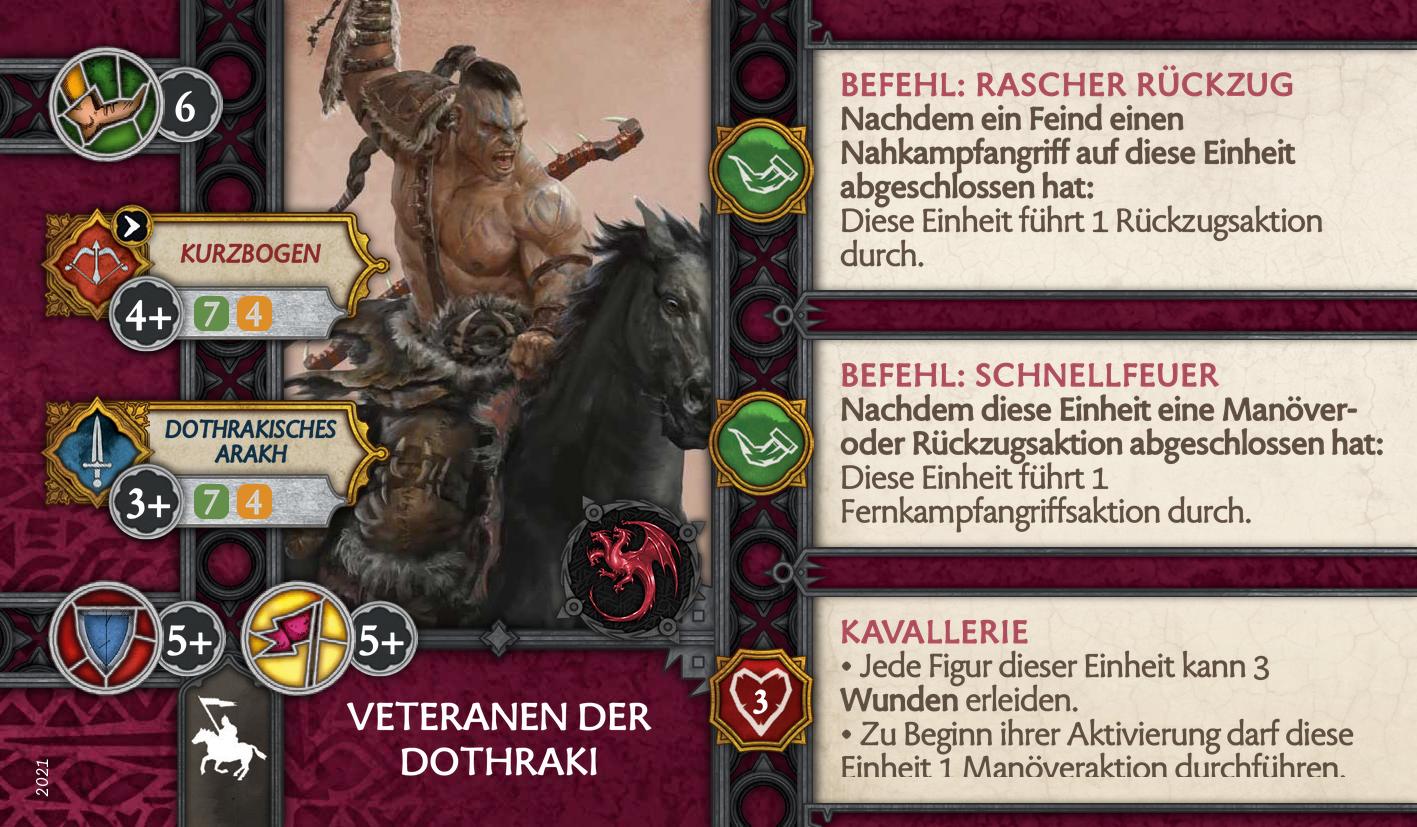 6
KURZBOGEN
4+ 7 4
DOTHRAKISCHES
ARAKH
3+ 7 4
5+ 5+
VETERANEN DER
DOTHRAKI
2021
BEFEHL: RASCHER RÜCKZUG
Nachdem ein Feind einen
Nahkampfangriff auf diese Einheit
abgeschlossen hat:
Diese Einheit führt 1 Rückzugsaktion
durch.
BEFEHL: SCHNELLFEUER
Nachdem diese Einheit eine Manöver-
oder Rückzugsaktion abgeschlossen hat:
Diese Einheit führt 1
Fernkampfangriffsaktion durch.
3
KAVALLERIE
• Jede Figur dieser Einheit kann 3
Wunden erleiden.
• Zu Beginn ihrer Aktivierung darf diese
Einheit 1 Manöveraktion durchführen.